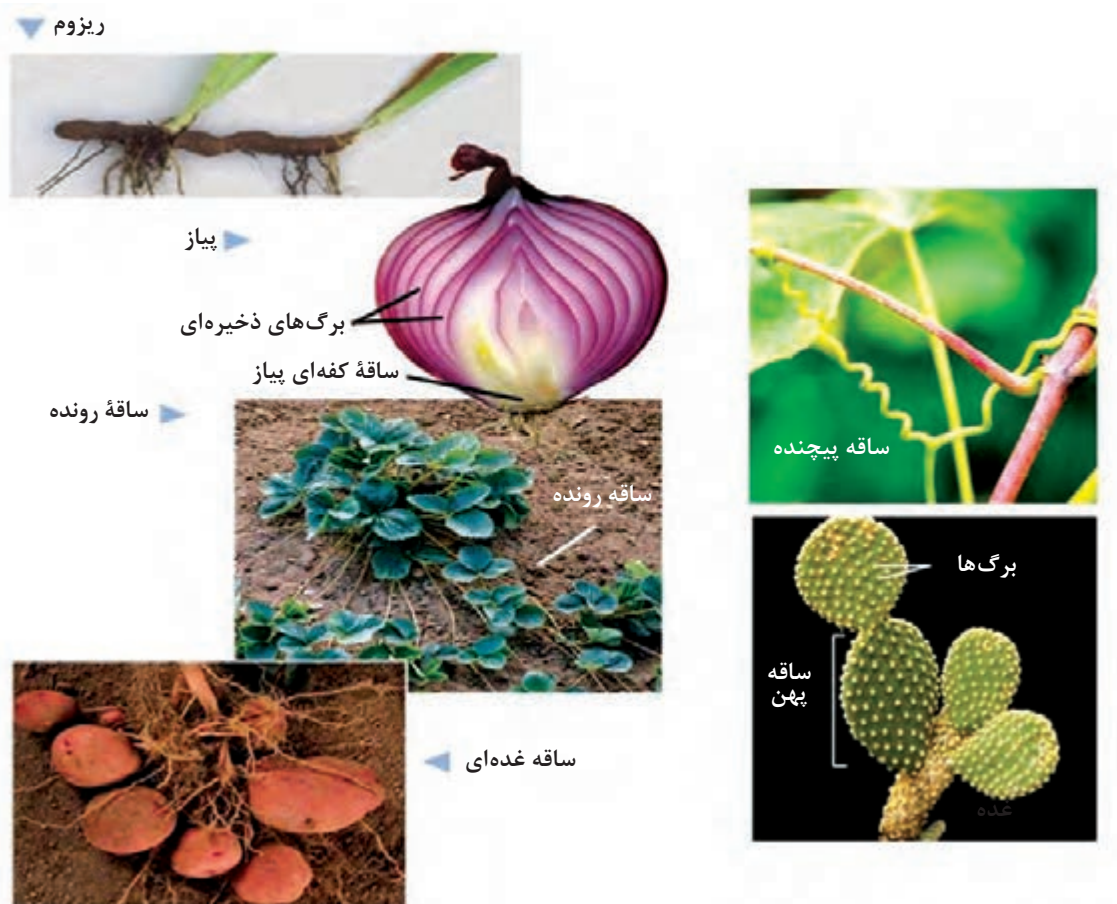 ریزوم
پیاز
برگ‌های ذخیره‌ای
ساقهٔ کفه‌ای پیاز
ساقهٔ رونده
ساقه رونده
ساقه غده‌ای
ساقه پیچنده
برگ‌ها
ساقه
پهن
غده